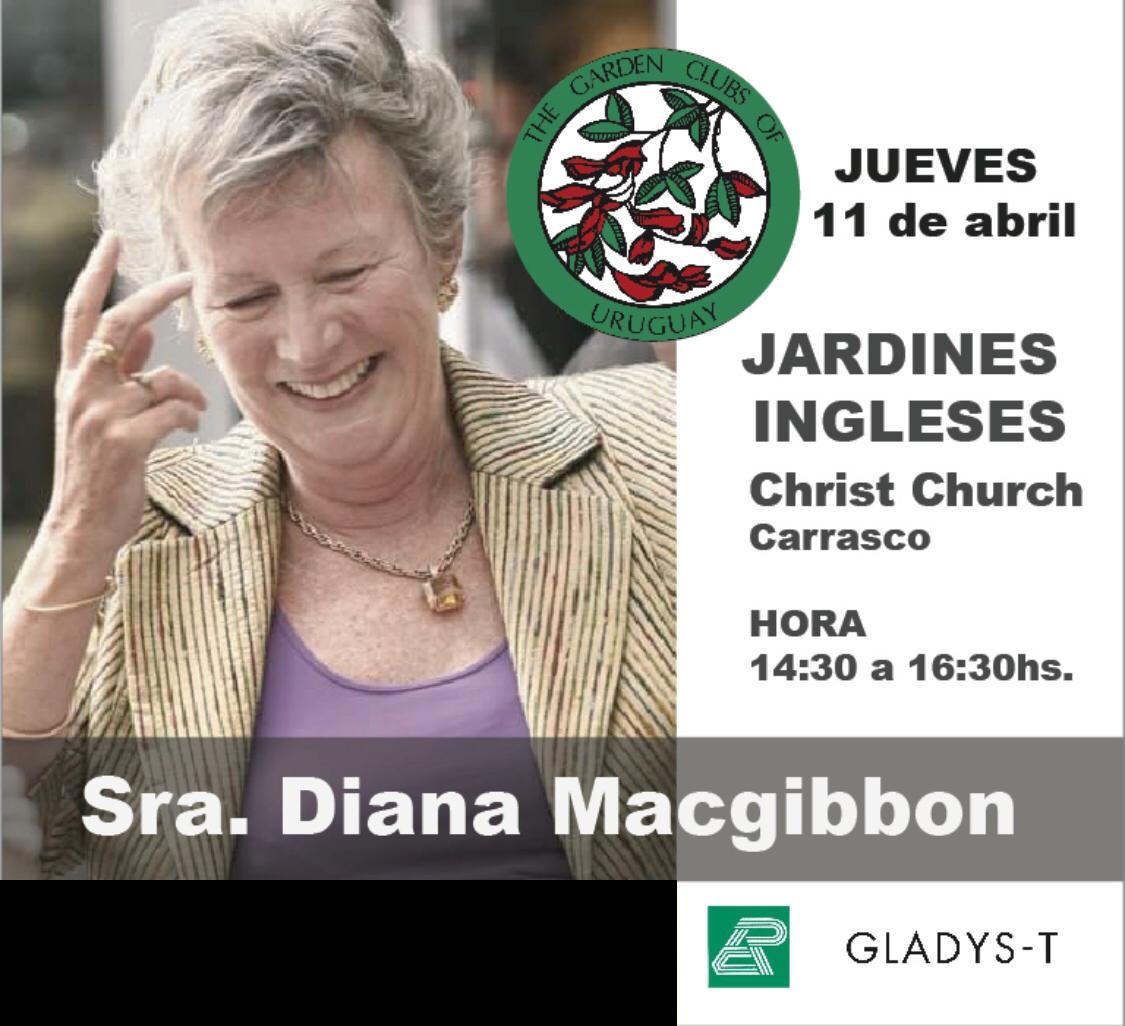 THE GARDEN CLUBS OF
URUGUAY
JUEVES
11 de abril
JARDINES
INGLESES
Christ Church
Carrasco
HORA
14:30 a 16:30hs.
Sra. Diana Macgibbon
GLADYS-T